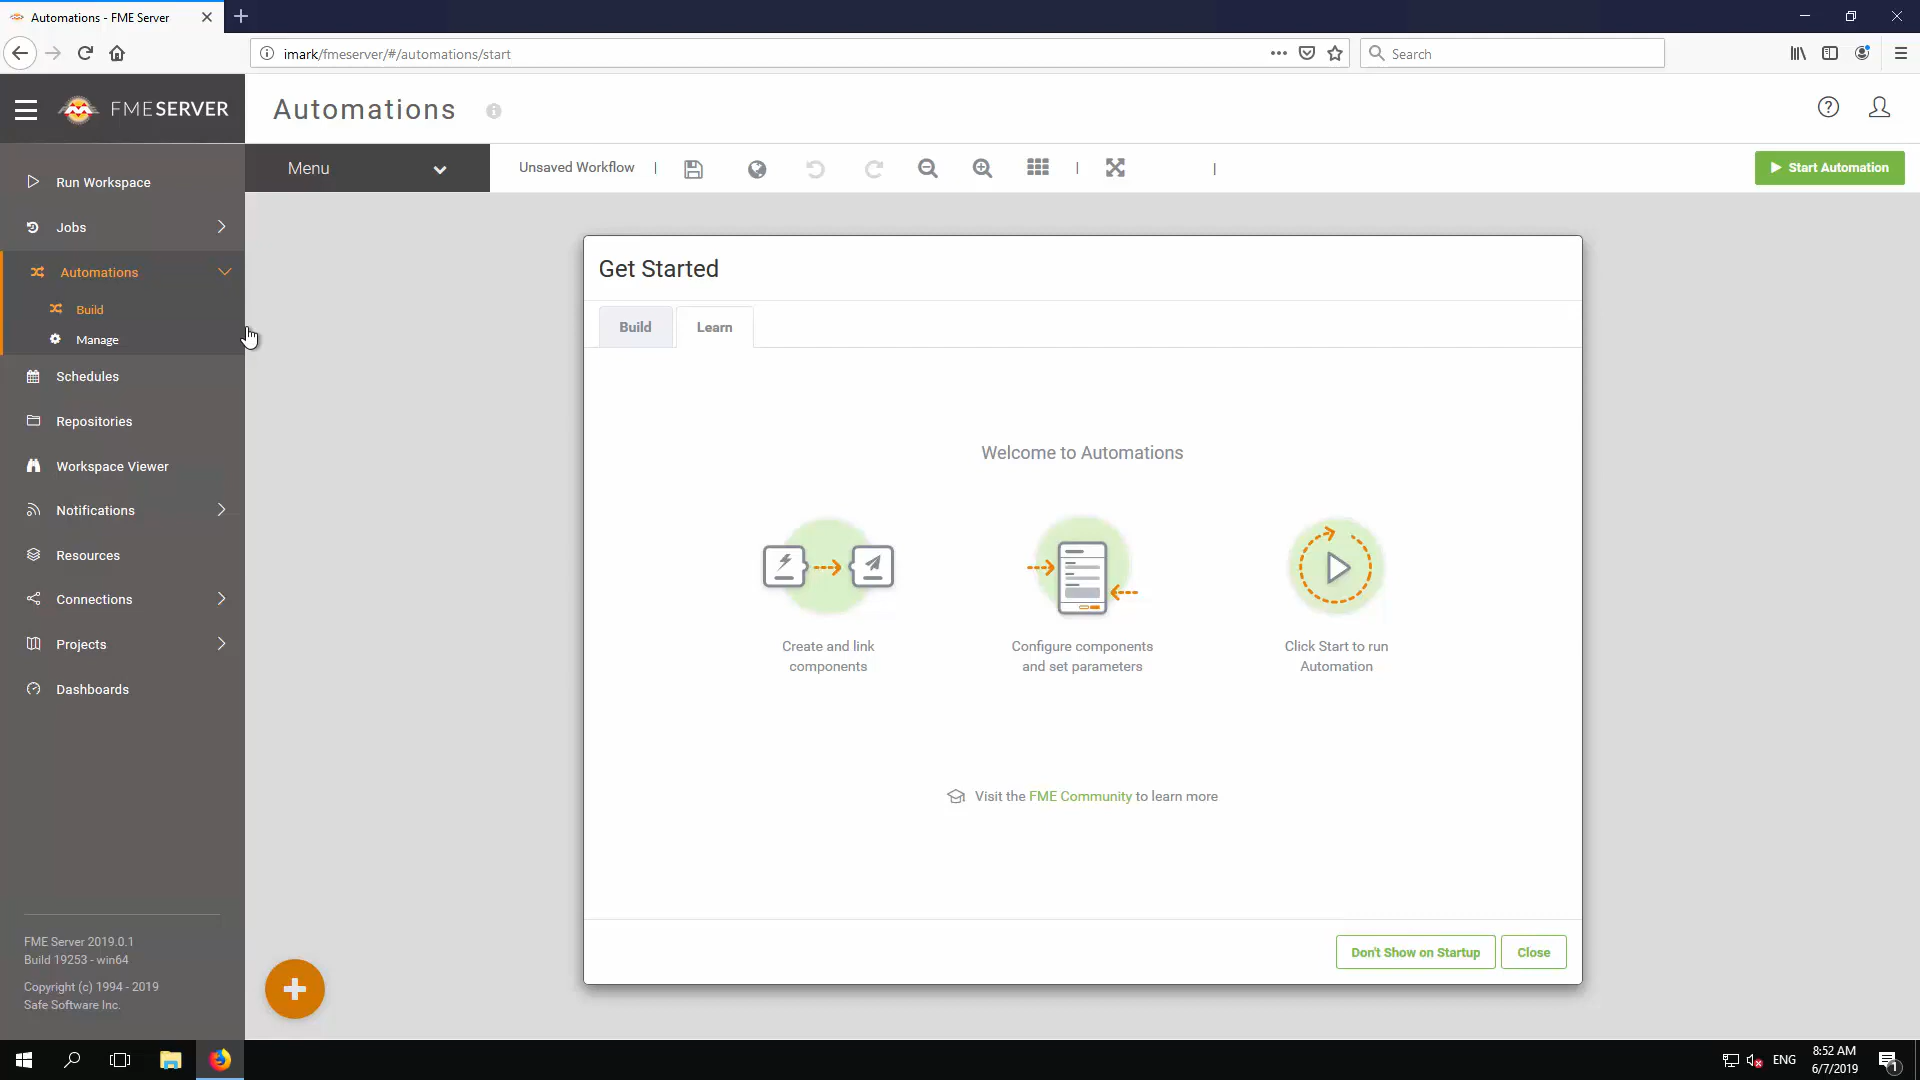 Automations - FME Server
imark/fmeserver/#/automations/start
Search
FMESERVER
Automations
Menu
Unsaved Workflow
Start Automation
Run Workspace
Jobs
Automations
Build
Manage
Schedules
Repositories
Workspace Viewer
Notifications
Resources
Connections
Projects
Dashboards
FME Server 2019.0.1
Build 19253 - win64
Copyright (c) 1994 - 2019
Safe Software Inc.
Get Started
Build
Learn
Welcome to Automations
Create and link
components
Configure components
and set parameters
Click Start to run
Automation
Visit the FME Community to learn more
Don't Show on Startup
Close
ENG
8:52 AM
6/7/2019
1